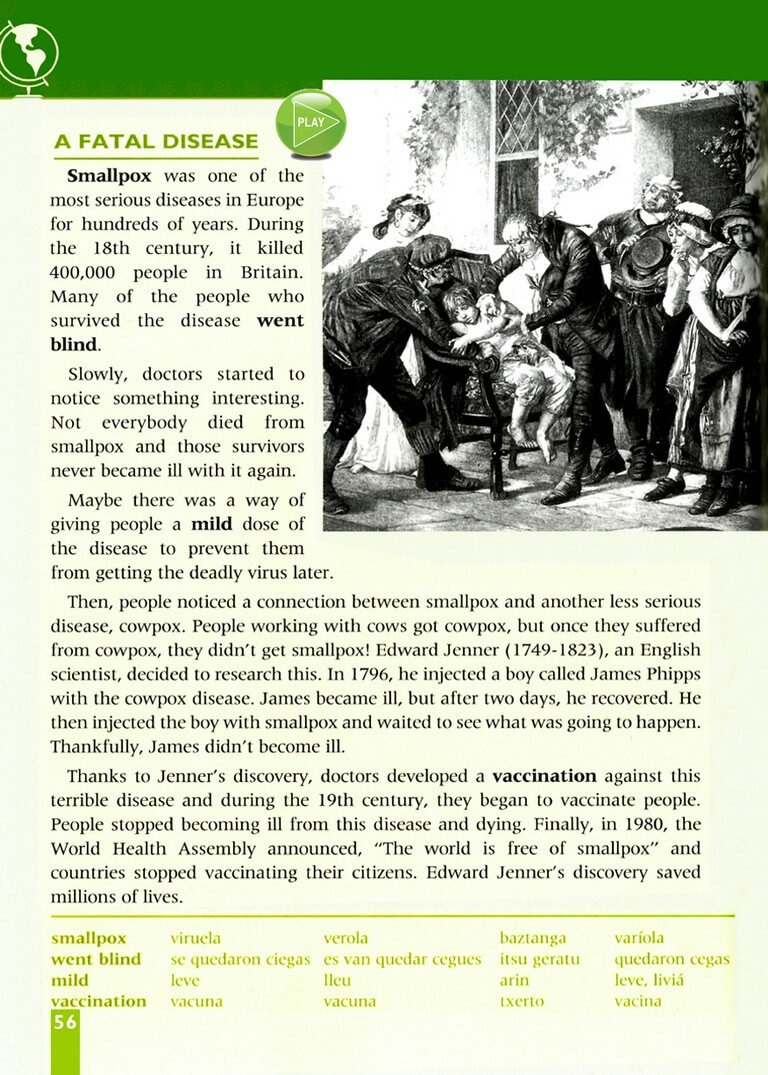 PLAY
A FATAL DISEASE
Smallpox was one of the
most serious diseases in Europe
for hundreds of years. During
the 18th century, it killed
400,000 people in Britain.
Many of the people who
survived the disease went
blind.
Slowly, doctors started to
notice something interesting.
Not everybody died from
smallpox and those survivors
never became ill with it again.
Maybe there was a way of
giving people a mild dose of
the disease to prevent them
from getting the deadly virus later.
Then, people noticed a connection between smallpox and another less serious
disease, cowpox. People working with cows got cowpox, but once they suffered
from cowpox, they didn't get smallpox! Edward Jenner (1749-1823), an English
scientist, decided to research this. In 1796, he injected a boy called James Phipps
with the cowpox disease. James became ill, but after two days, he recovered. He
then injected the boy with smallpox and waited to see what was going to happen.
Thankfully, James didn't become ill.
Thanks to Jenner's discovery, doctors developed a vaccination against this
terrible disease and during the 19th century, they began to vaccinate people.
People stopped becoming ill from this disease and dying. Finally, in 1980, the
World Health Assembly announced, "The world is free of smallpox" and
countries stopped vaccinating their citizens. Edward Jenner's discovery saved
millions of lives.
smallpox viruela verola baztanga varíola
went blind se quedaron ciegas es van quedar cegues itsu geratu quedaron cegas
mild leve lleu arin leve, liviá
vaccination vacuna vacuna txerto vacina
56